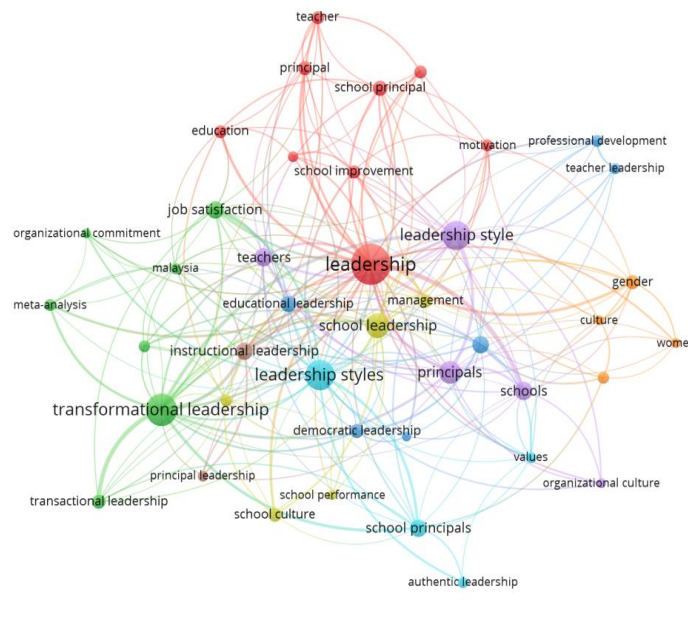 teacher
principal
school principal
education
motivation
professional development
school improvement
teacher leadership
job satisfaction
organizational commitment
leadership style
teachers
leadership
malaysia
gender
meta-analysis
educational leadership
management
culture
school leadership
wome
instructional leadership
leadership styles
principals
schools
transformational leadership
democratic leadership
values
principal leadership
organizational culture
school performance
transactional leadership
school culture
school principals
authentic leadership